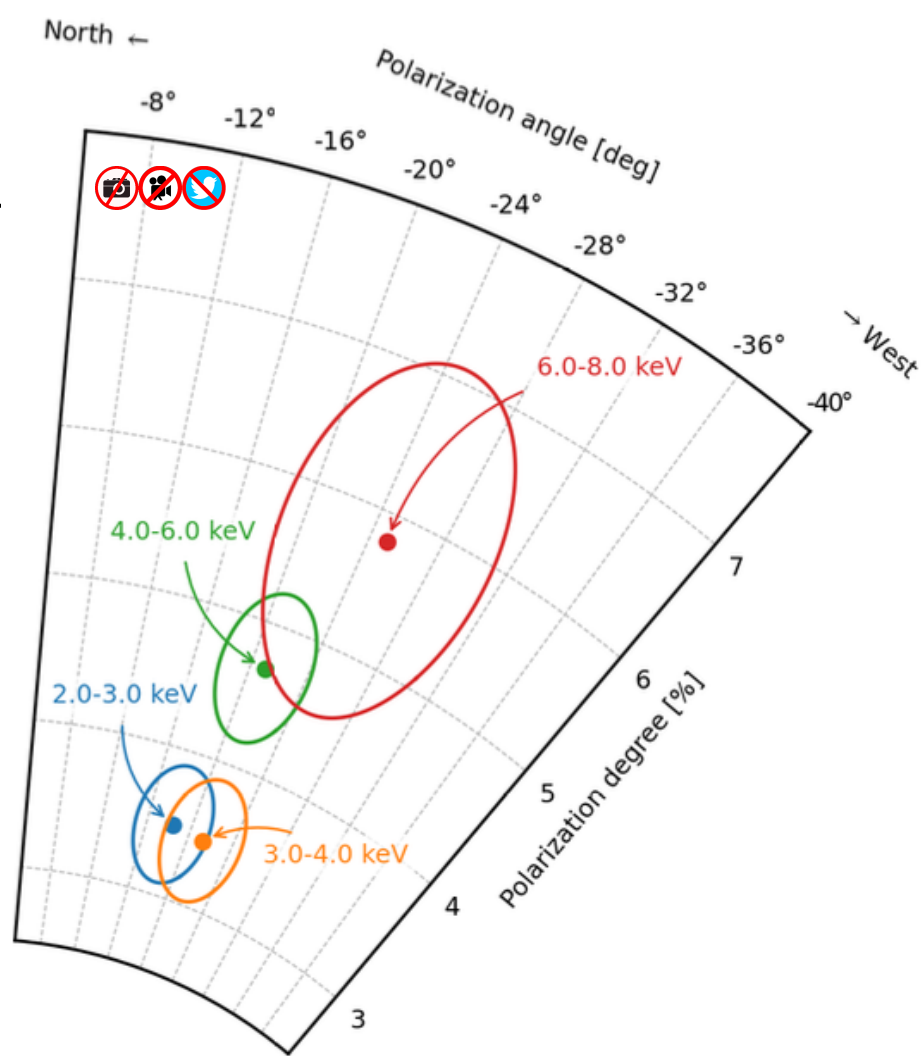 North ←
Polarization angle [deg]
-8°
-12°
-16°
-20°
-24°
-28°
-32°
-36°
-40°
→ West
6.0-8.0 keV
4.0-6.0 keV
2.0-3.0 keV
3.0-4.0 keV
7
6
5
4
3
Polarization degree [%]